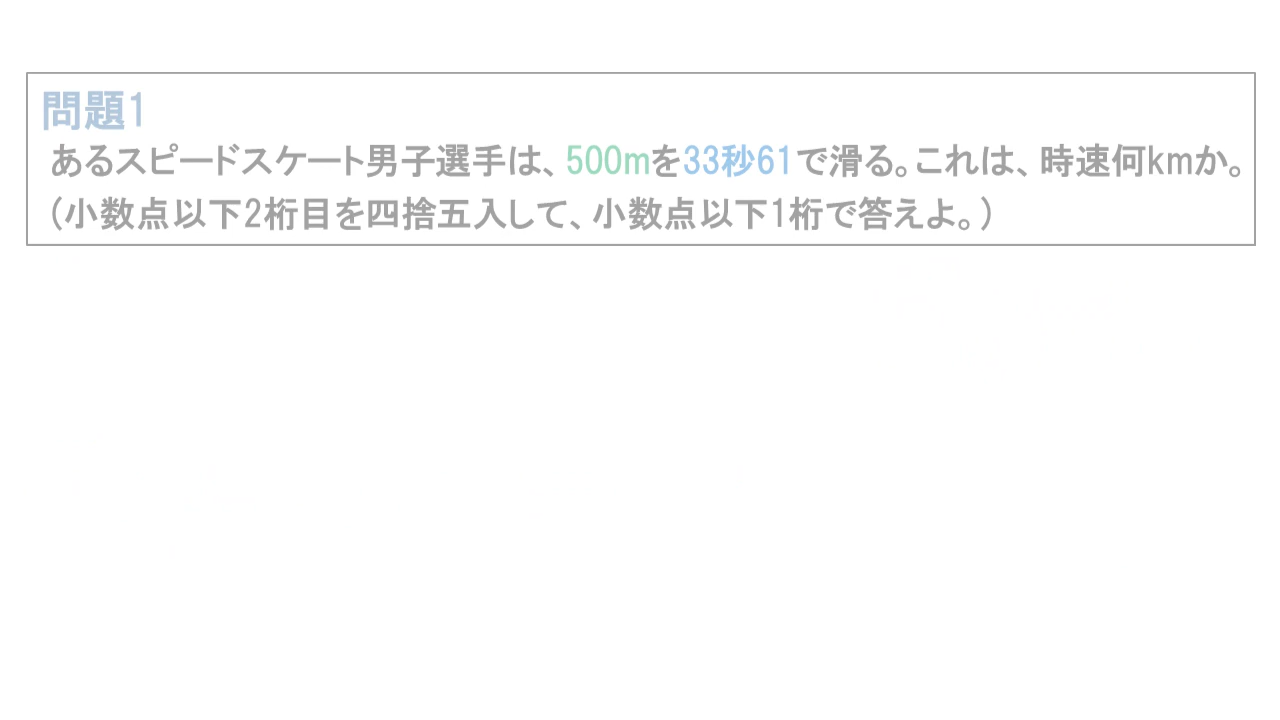 問題1
あるスピードスケート男子選手は、500mを33秒61で滑る。これは、時速何kmか。
(小数点以下2桁目を四捨五入して、小数点以下1桁で答えよ。)